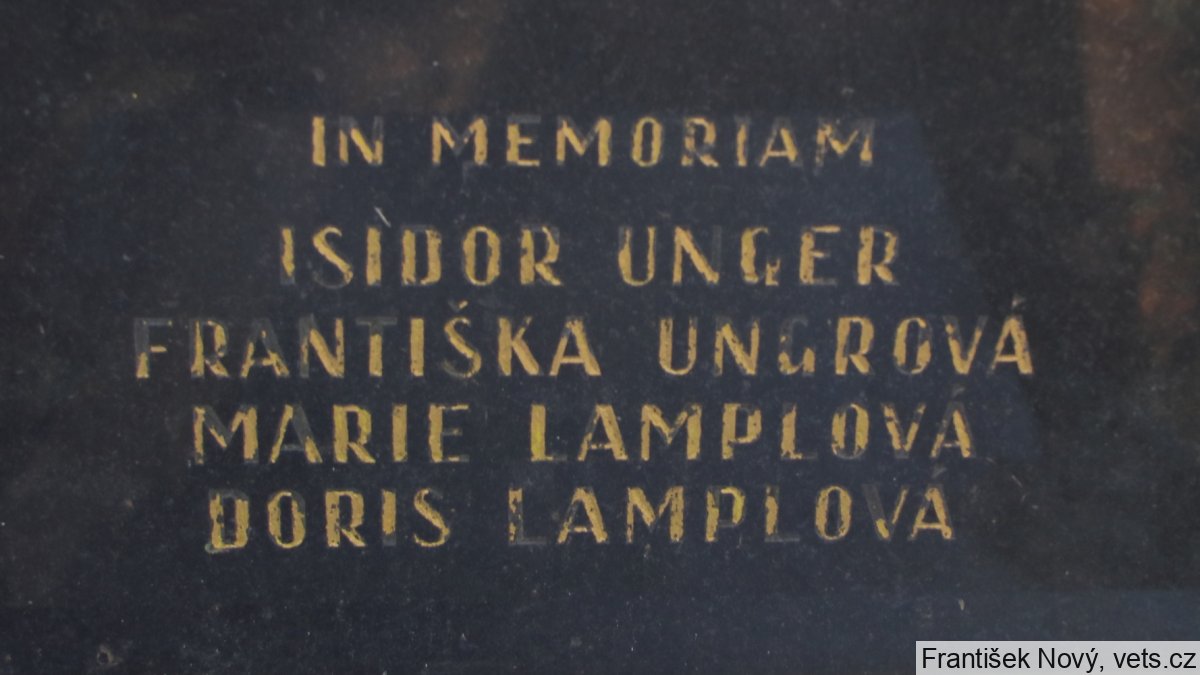 IN MEMORIAM
ISIDOR UNGER
FRANTIŠKA UNGROVÁ
MARIE LAMPLOVÁ
DORIS LAMPLOVÁ
František Nový, vets.cz